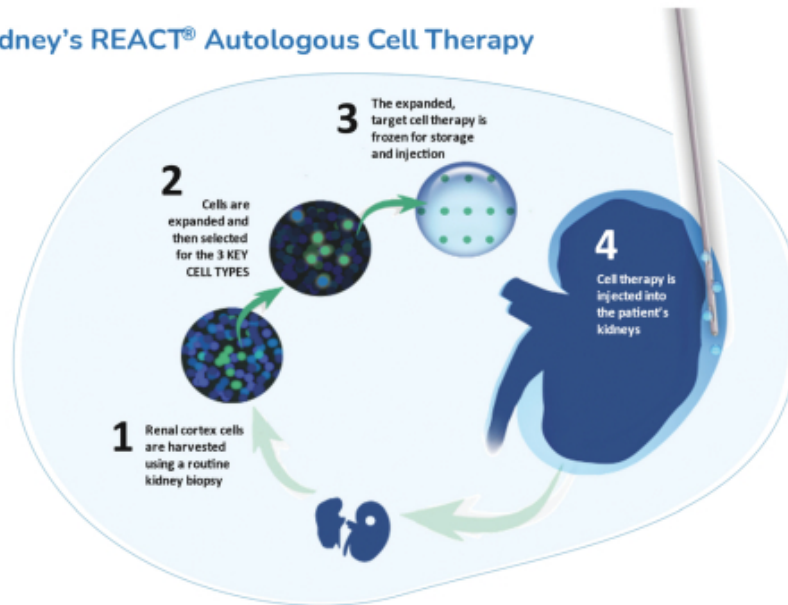 dney's REACT® Autologous Cell Therapy
3
The expanded,
target cell therapy is
frozen for storage
and injection
2
Cells are
expanded and
then selected
for the 3 KEY
CELL TYPES
4
Cell therapy is
injected into
the patient's
kidneys
1
Renal cortex cells
are harvested
using a routine
kidney biopsy